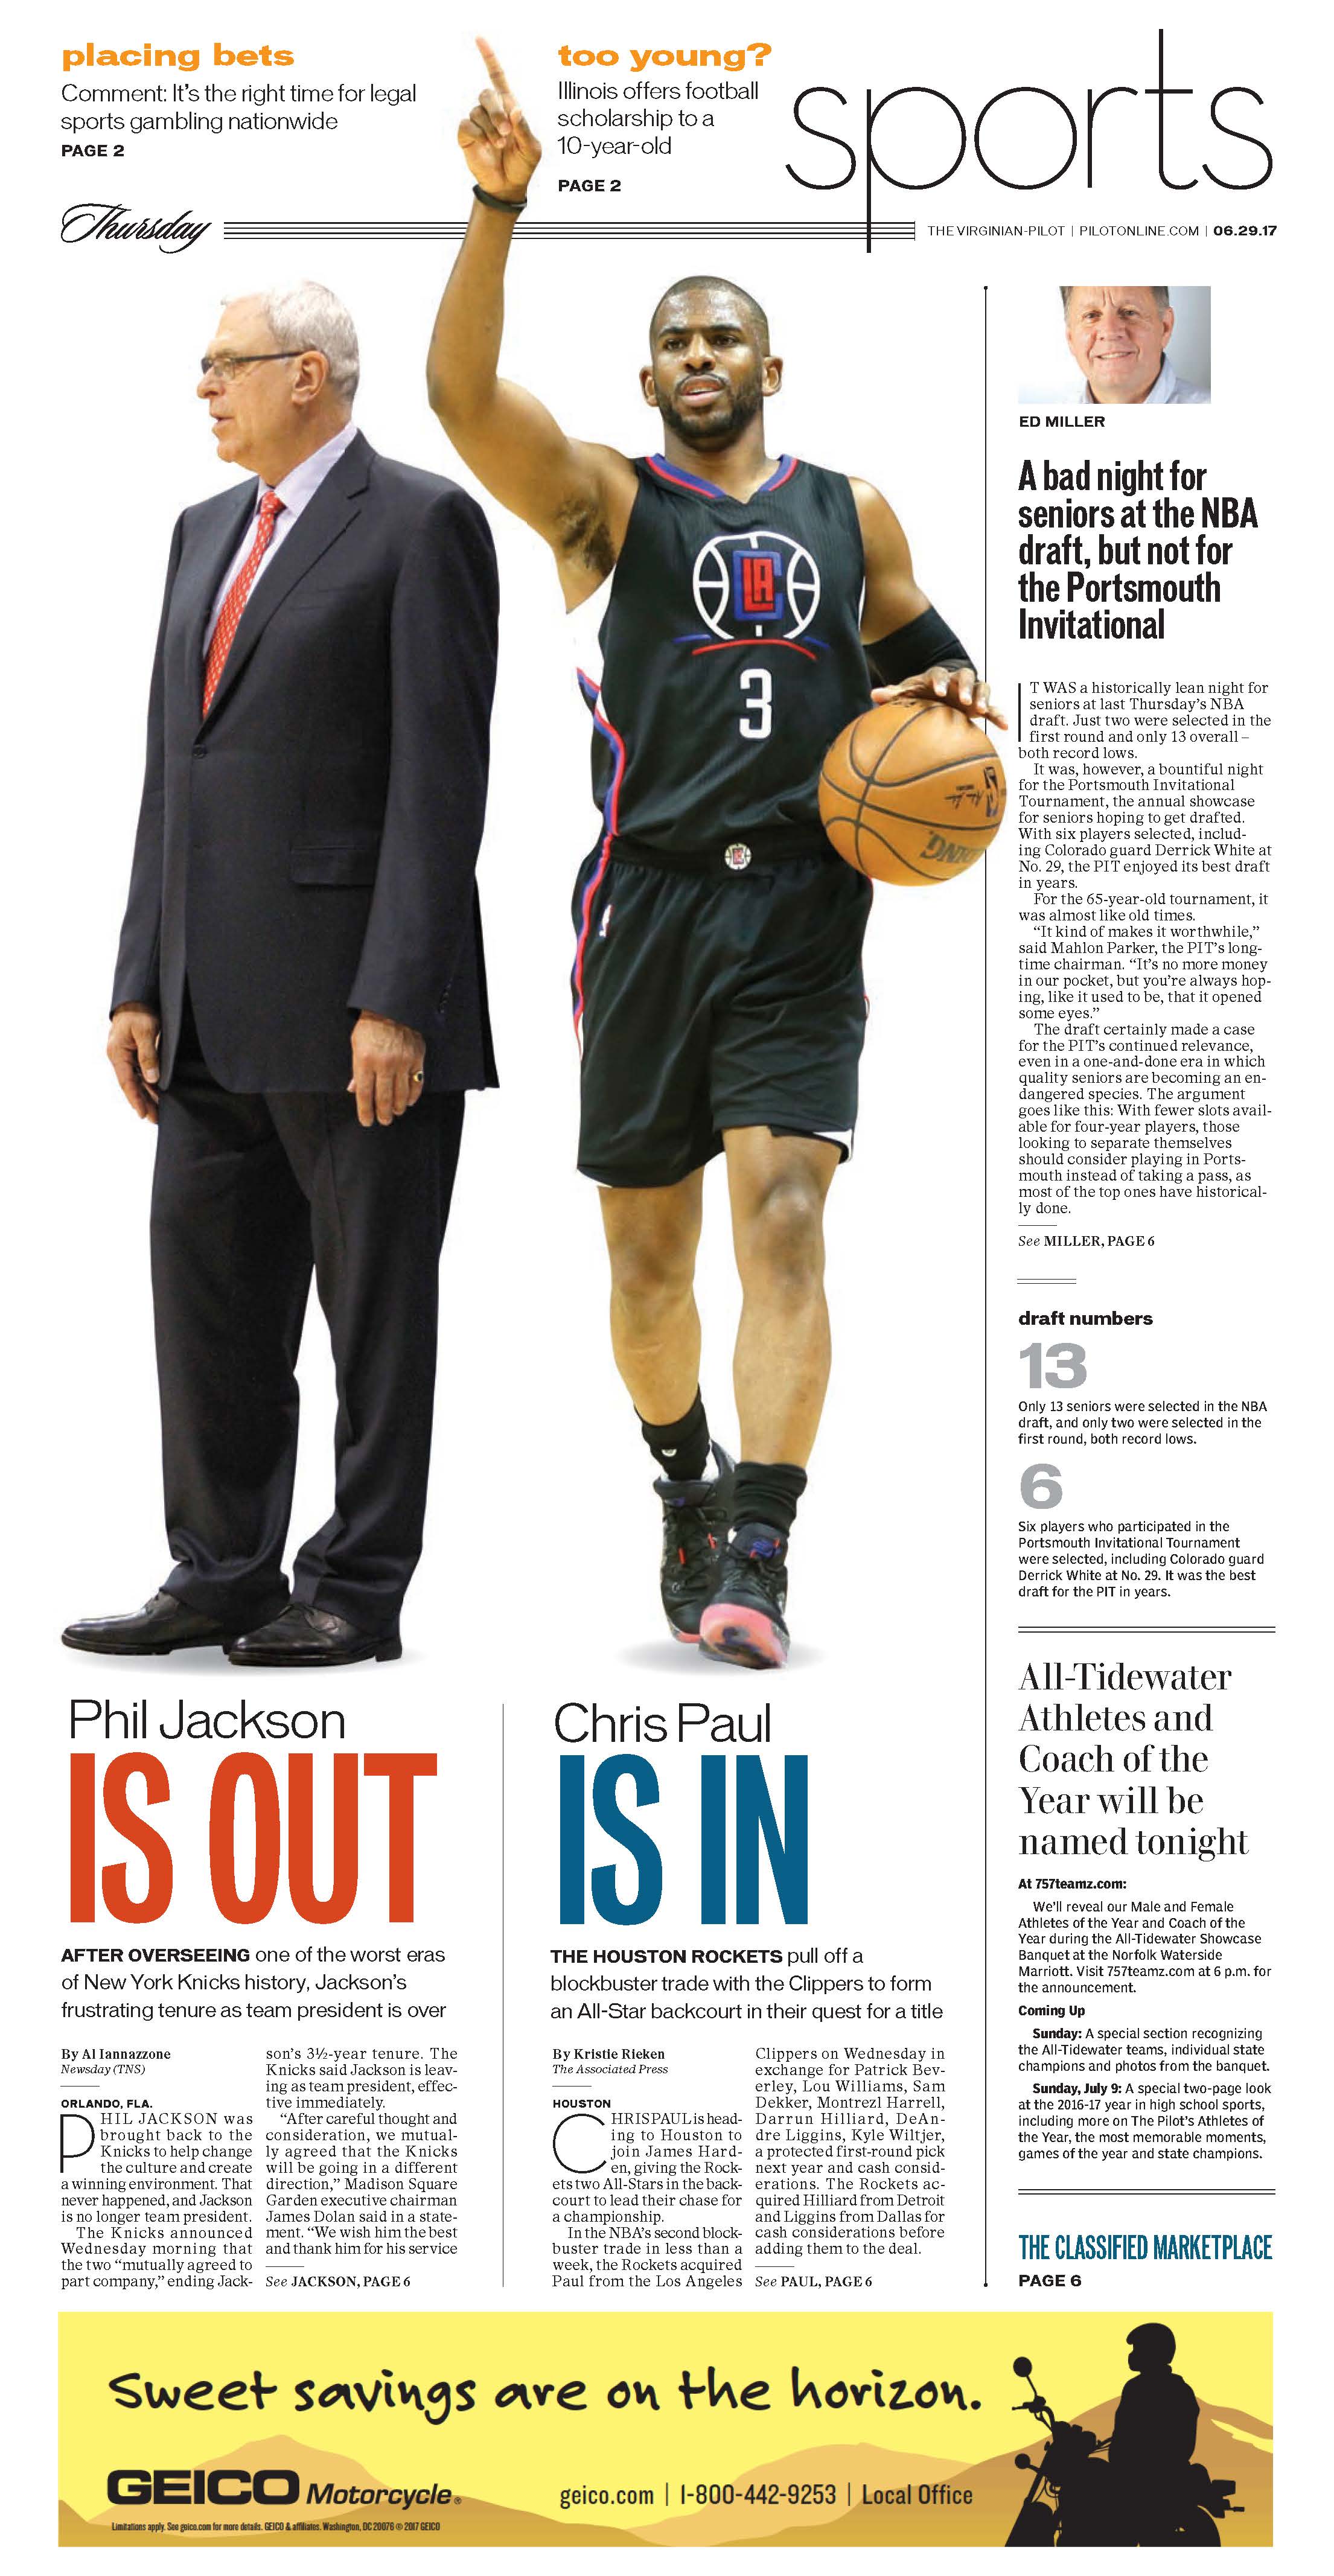 placing bets
Comment: It's the right time for legal
sports gambling nationwide
PAGE 2
too young?
Illinois offers football
scholarship to a
10-year-old
PAGE 2
sports
Thursday
THE VIRGINIAN-PILOT | PILOTONLINE.COM | 06.29.17
LA
3
ED MILLER
A bad night for
seniors at the NBA
draft, but not for
the Portsmouth
Invitational
IT WAS a historically lean night for
seniors at last Thursday's NBA
draft. Just two were selected in the
first round and only 13 overall –
both record lows.
It was, however, a bountiful night
for the Portsmouth Invitational
Tournament, the annual showcase
for seniors hoping to get drafted.
With six players selected, includ-
ing Colorado guard Derrick White at
No. 29, the PIT enjoyed its best draft
in years.
For the 65-year-old tournament, it
was almost like old times.
“It kind of makes it worthwhile,”
said Mahlon Parker, the PIT's long-
time chairman. “It's no more money
in our pocket, but you're always hop-
ing, like it used to be, that it opened
some eyes.”
The draft certainly made a case
for the PIT's continued relevance,
even in a one-and-done era in which
quality seniors are becoming an en-
dangered species. The argument
goes like this: With fewer slots avail-
able for four-year players, those
looking to separate themselves
should consider playing in Ports-
mouth instead of taking a pass, as
most of the top ones have historical-
ly done.
See MILLER, PAGE 6
draft numbers
13
Only 13 seniors were selected in the NBA
draft, and only two were selected in the
first round, both record lows.
6
Six players who participated in the
Portsmouth Invitational Tournament
were selected, including Colorado guard
Derrick White at No. 29. It was the best
draft for the PIT in years.
All-Tidewater
Athletes and
Coach of the
Year will be
named tonight
At 757teamz.com:
We'll reveal our Male and Female
Athletes of the Year and Coach of the
Year during the All-Tidewater Showcase
Banquet at the Norfolk Waterside
Marriott. Visit 757teamz.com at 6 p.m. for
the announcement.
Coming Up
Sunday: A special section recognizing
the All-Tidewater teams, individual state
champions and photos from the banquet.
Sunday, July 9: A special two-page look
at the 2016-17 year in high school sports,
including more on The Pilot's Athletes of
the Year, the most memorable moments,
games of the year and state champions.
THE CLASSIFIED MARKETPLACE
PAGE 6
Phil Jackson
IS OUT
AFTER OVERSEEING one of the worst eras
of New York Knicks history, Jackson's
frustrating tenure as team president is over
By Al Iannazzone
Newsday (TNS)
ORLANDO, FLA.
PHIL JACKSON was
brought back to the
Knicks to help change
the culture and create
a winning environment. That
never happened, and Jackson
is no longer team president.
The Knicks announced
Wednesday morning that
the two “mutually agreed to
part company,” ending Jack-
son's 3½-year tenure. The
Knicks said Jackson is leav-
ing as team president, effec-
tive immediately.
“After careful thought and
consideration, we mutual-
ly agreed that the Knicks
will be going in a different
direction,” Madison Square
Garden executive chairman
James Dolan said in a state-
ment. “We wish him the best
and thank him for his service
See JACKSON, PAGE 6
Chris Paul
IS IN
THE HOUSTON ROCKETS pull off a
blockbuster trade with the Clippers to form
an All-Star backcourt in their quest for a title
By Kristie Rieken
The Associated Press
HOUSTON
CHRIS PAUL is head-
ing to Houston to
join James Hard-
en, giving the Rock-
ets two All-Stars in the back-
court to lead their chase for
a championship.
In the NBA's second block-
buster trade in less than a
week, the Rockets acquired
Paul from the Los Angeles
Clippers on Wednesday in
exchange for Patrick Bev-
erley, Lou Williams, Sam
Dekker, Montrezl Harrell,
Darrun Hilliard, DeAn-
dre Liggins, Kyle Wiltjer,
a protected first-round pick
next year and cash consid-
erations. The Rockets ac-
quired Hilliard from Detroit
and Liggins from Dallas for
cash considerations before
adding them to the deal.
See PAUL, PAGE 6
Sweet savings are on the horizon.
GEICO Motorcycle®
geico.com | 1-800-442-9253 | Local Office
Limitations apply. See geico.com for more details. GEICO & affiliates. Washington, DC 20076 © 2017 GEICO